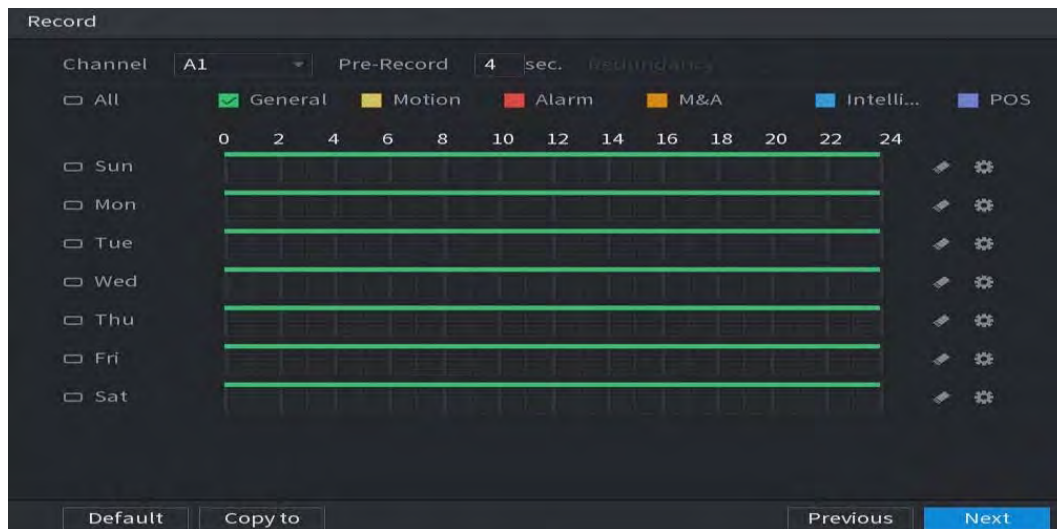 Record
Channel A1 Pre-Record 4 sec. Redundancy
All General Motion Alarm M&A Intelli... POS
0 2 4 6 8 10 12 14 16 18 20 22 24
Sun
Mon
Tue
Wed
Thu
Fri
Sat
Default Copy to Previous Next